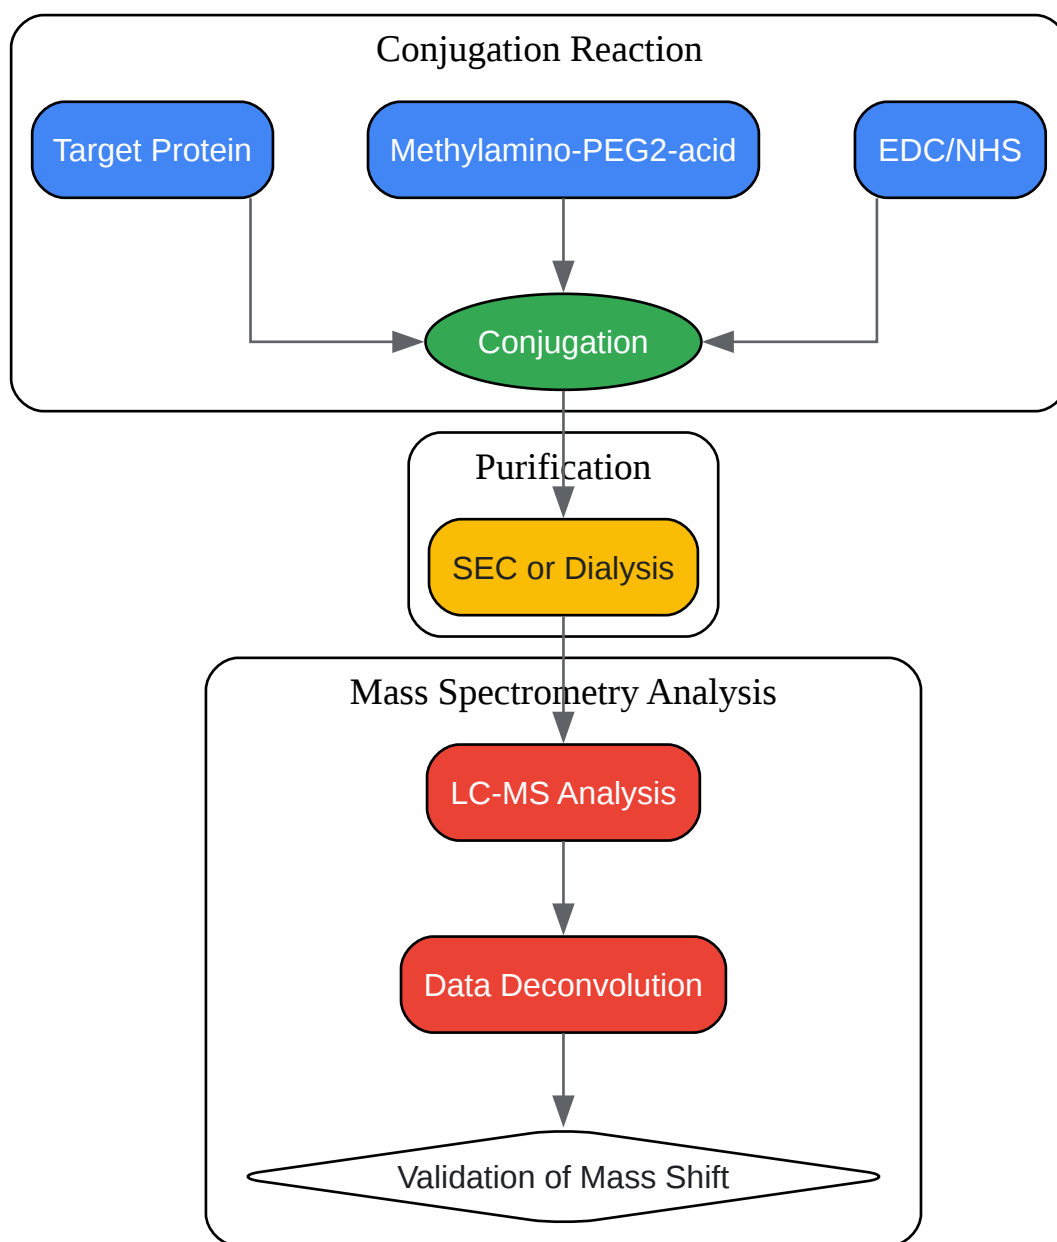 Conjugation Reaction
Target Protein
Methylamino-PEG2-acid
EDC/NHS
Conjugation
Purification
SEC or Dialysis
Mass Spectrometry Analysis
LC-MS Analysis
Data Deconvolution
Validation of Mass Shift